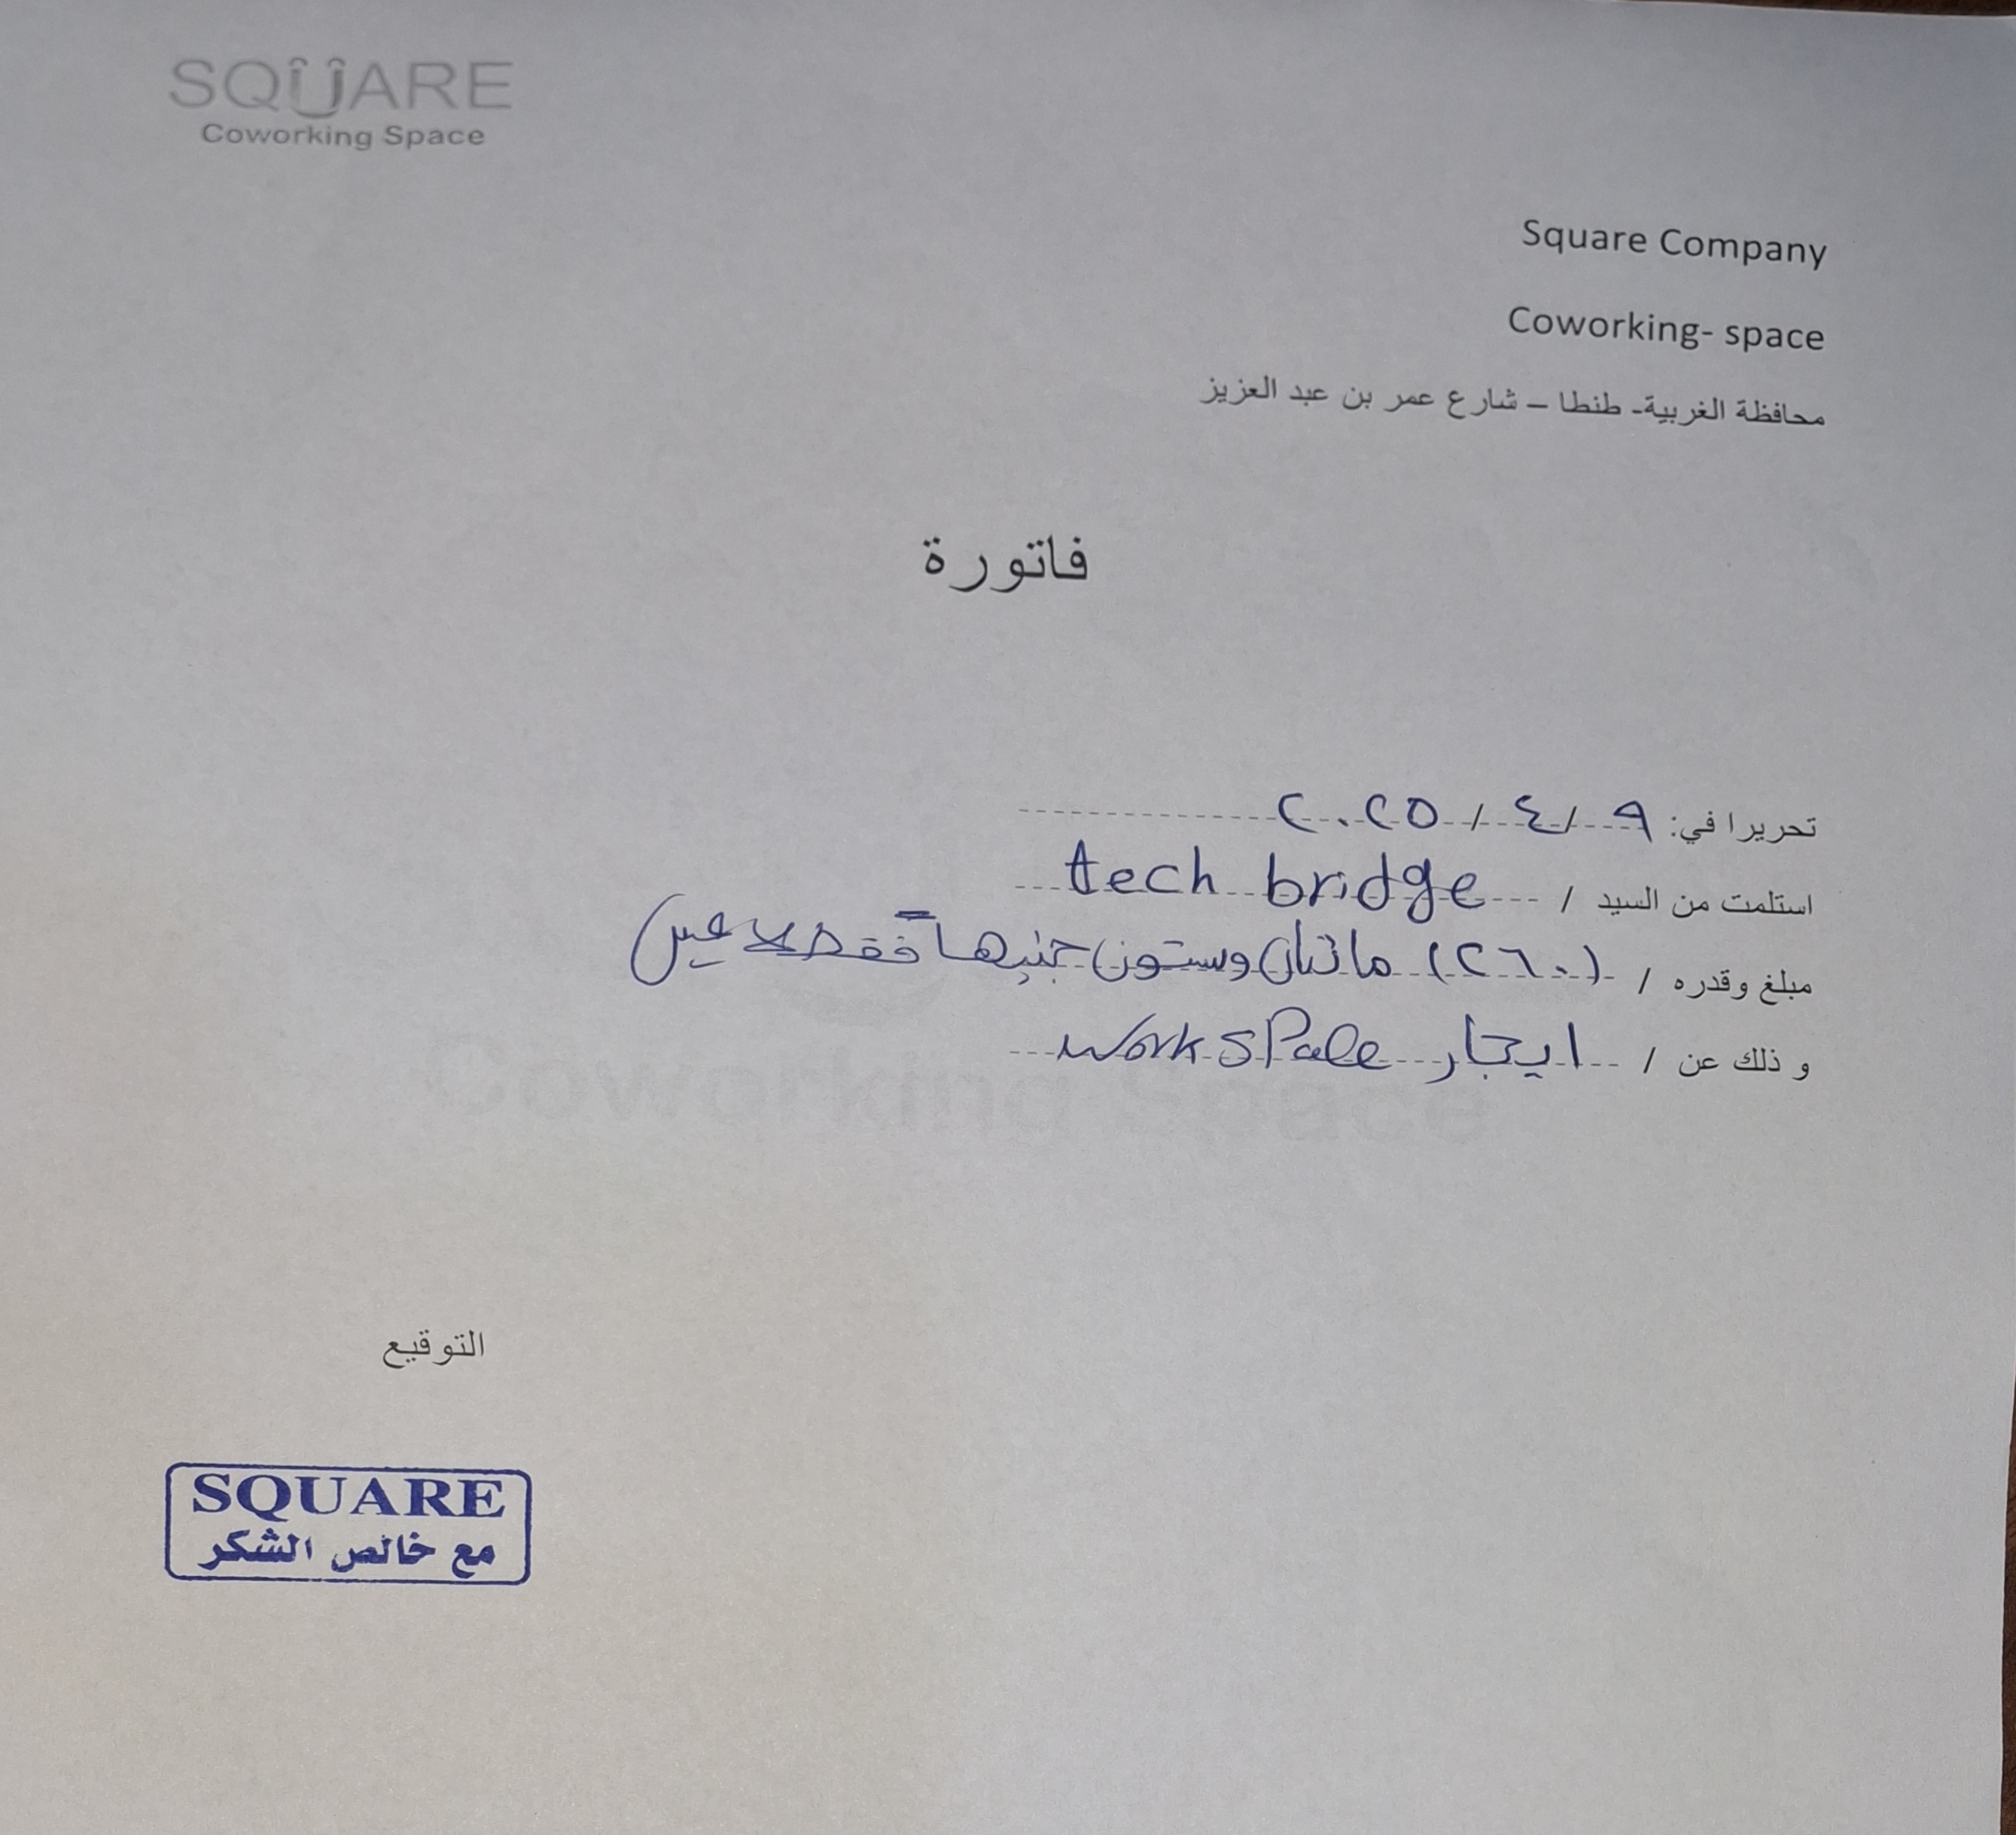 SQUARE
Coworking Space
Square Company
Coworking- space
محافظة الغربية- طنطا – شارع عمر بن عبد العزيز
فاتورة
تحريرا في: ٩ / ٤ / ٢٠٢٥
استلمت من السيد / tech bridge
مبلغ وقدره / (٢٦٠) مائتان وستون جنيهاً فقط لا غير
و ذلك عن / ايجار work space
Coworking Space
التوقيع
SQUARE
مع خالص الشكر